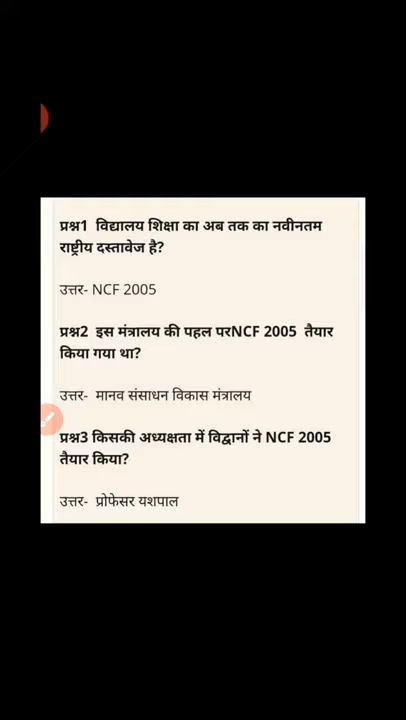 प्रश्न1 विद्यालय शिक्षा का अब तक का नवीनतम
राष्ट्रीय दस्तावेज है?
उत्तर- NCF 2005
प्रश्न2 इस मंत्रालय की पहल परNCF 2005 तैयार
किया गया था?
उत्तर- मानव संसाधन विकास मंत्रालय
प्रश्न3 किसकी अध्यक्षता में विद्वानों ने NCF 2005
तैयार किया?
उत्तर- प्रोफेसर यशपाल